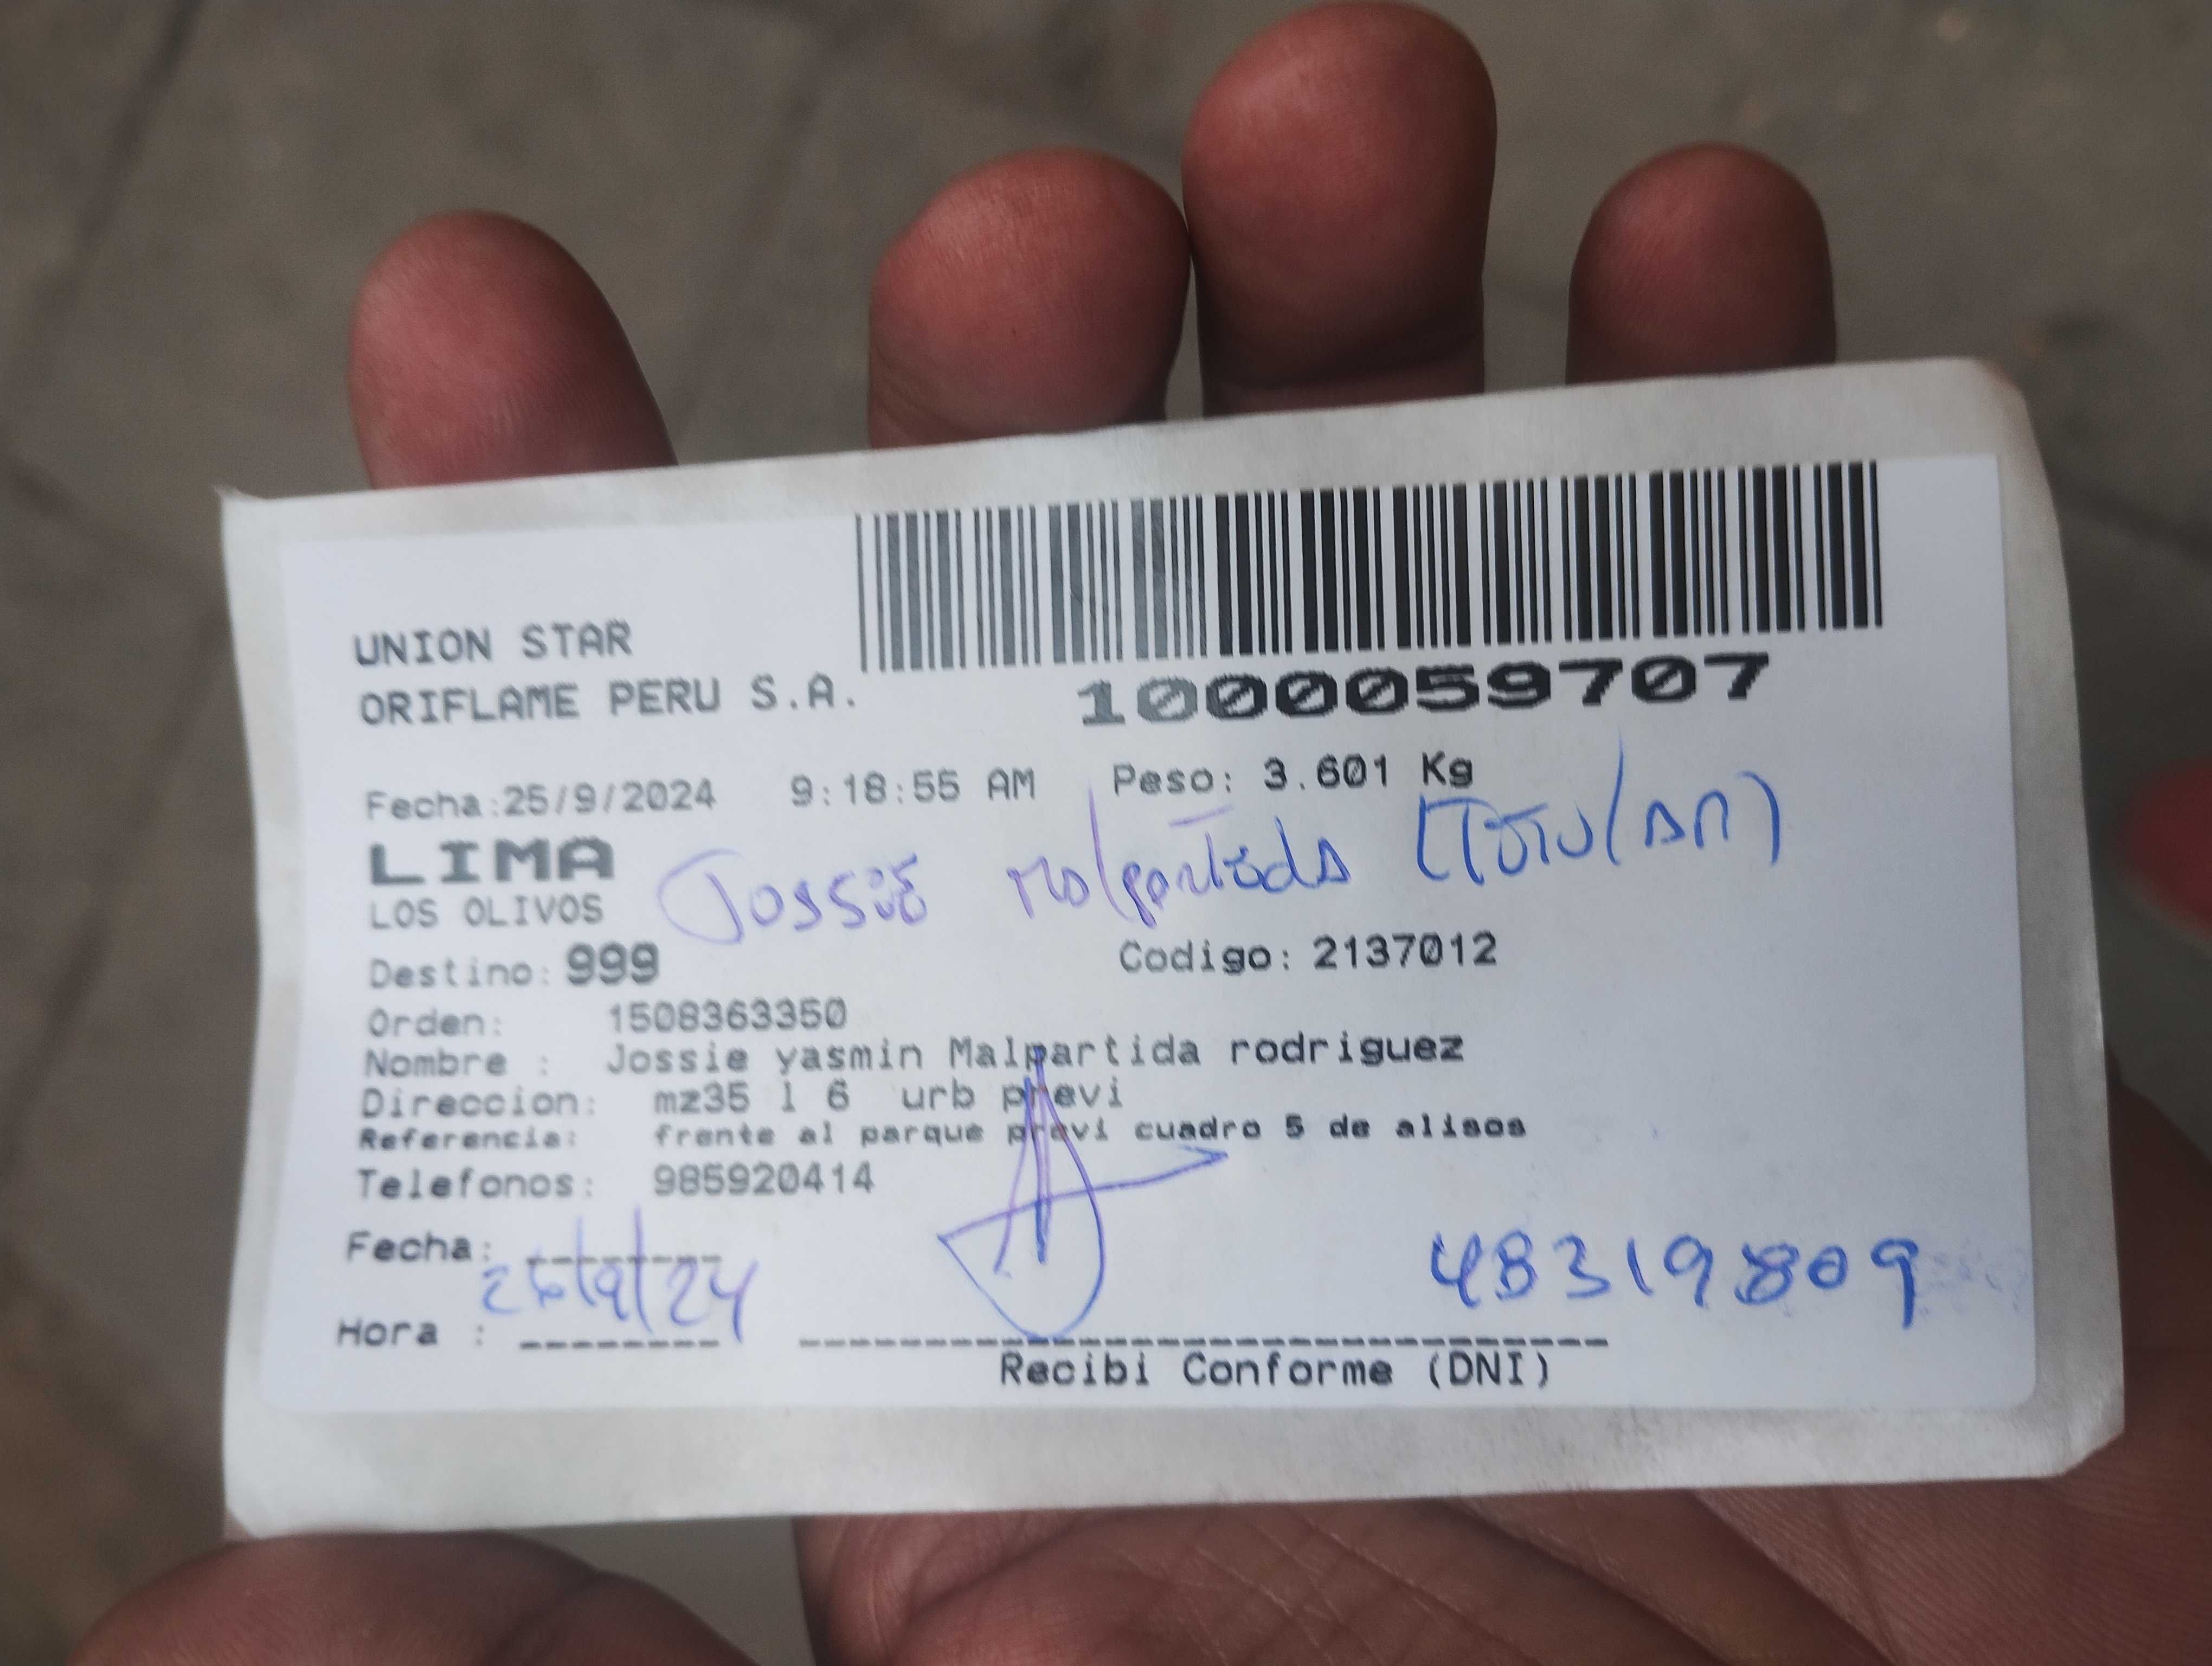 UNION STAR
ORIFLAME PERU S.A.
1000059707
Fecha:25/9/2024 9:18:55 AM Peso: 3.601 Kg
LIMA
LOS OLIVOS
Jossie Malpartida (TITU/AR)
Destino: 999 Codigo: 2137012
Orden: 1508363350
Nombre : Jossie yasmin Malpartida rodriguez
Direccion: mz35 l 6 urb previ
Referencia: frente al parque previ cuadro 5 de alisos
Telefonos: 985920414
Fecha: 26/9/24
48319809
Hora :
Recibi Conforme (DNI)